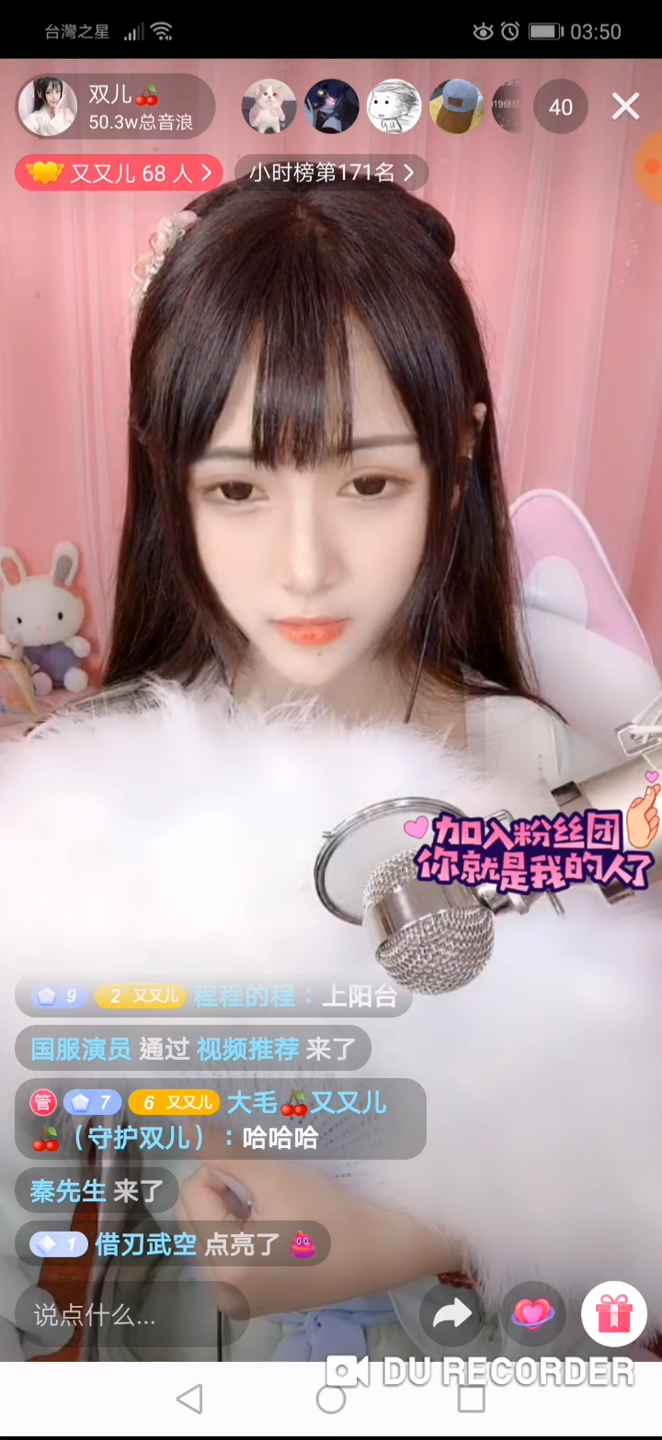 台灣之星
03:50
双儿🍒
50.3w总音浪
40
又又儿 68 人
小时榜第171名
加入粉丝团
你就是我的人了
9 2 又又儿 程程的程：上阳台
国服演员 通过 视频推荐 来了
管 7 6 又又儿 大毛🍒又又儿
🍒（守护双儿）：哈哈哈
秦先生 来了
1 借刃武空 点亮了
说点什么...
DU RECORDER